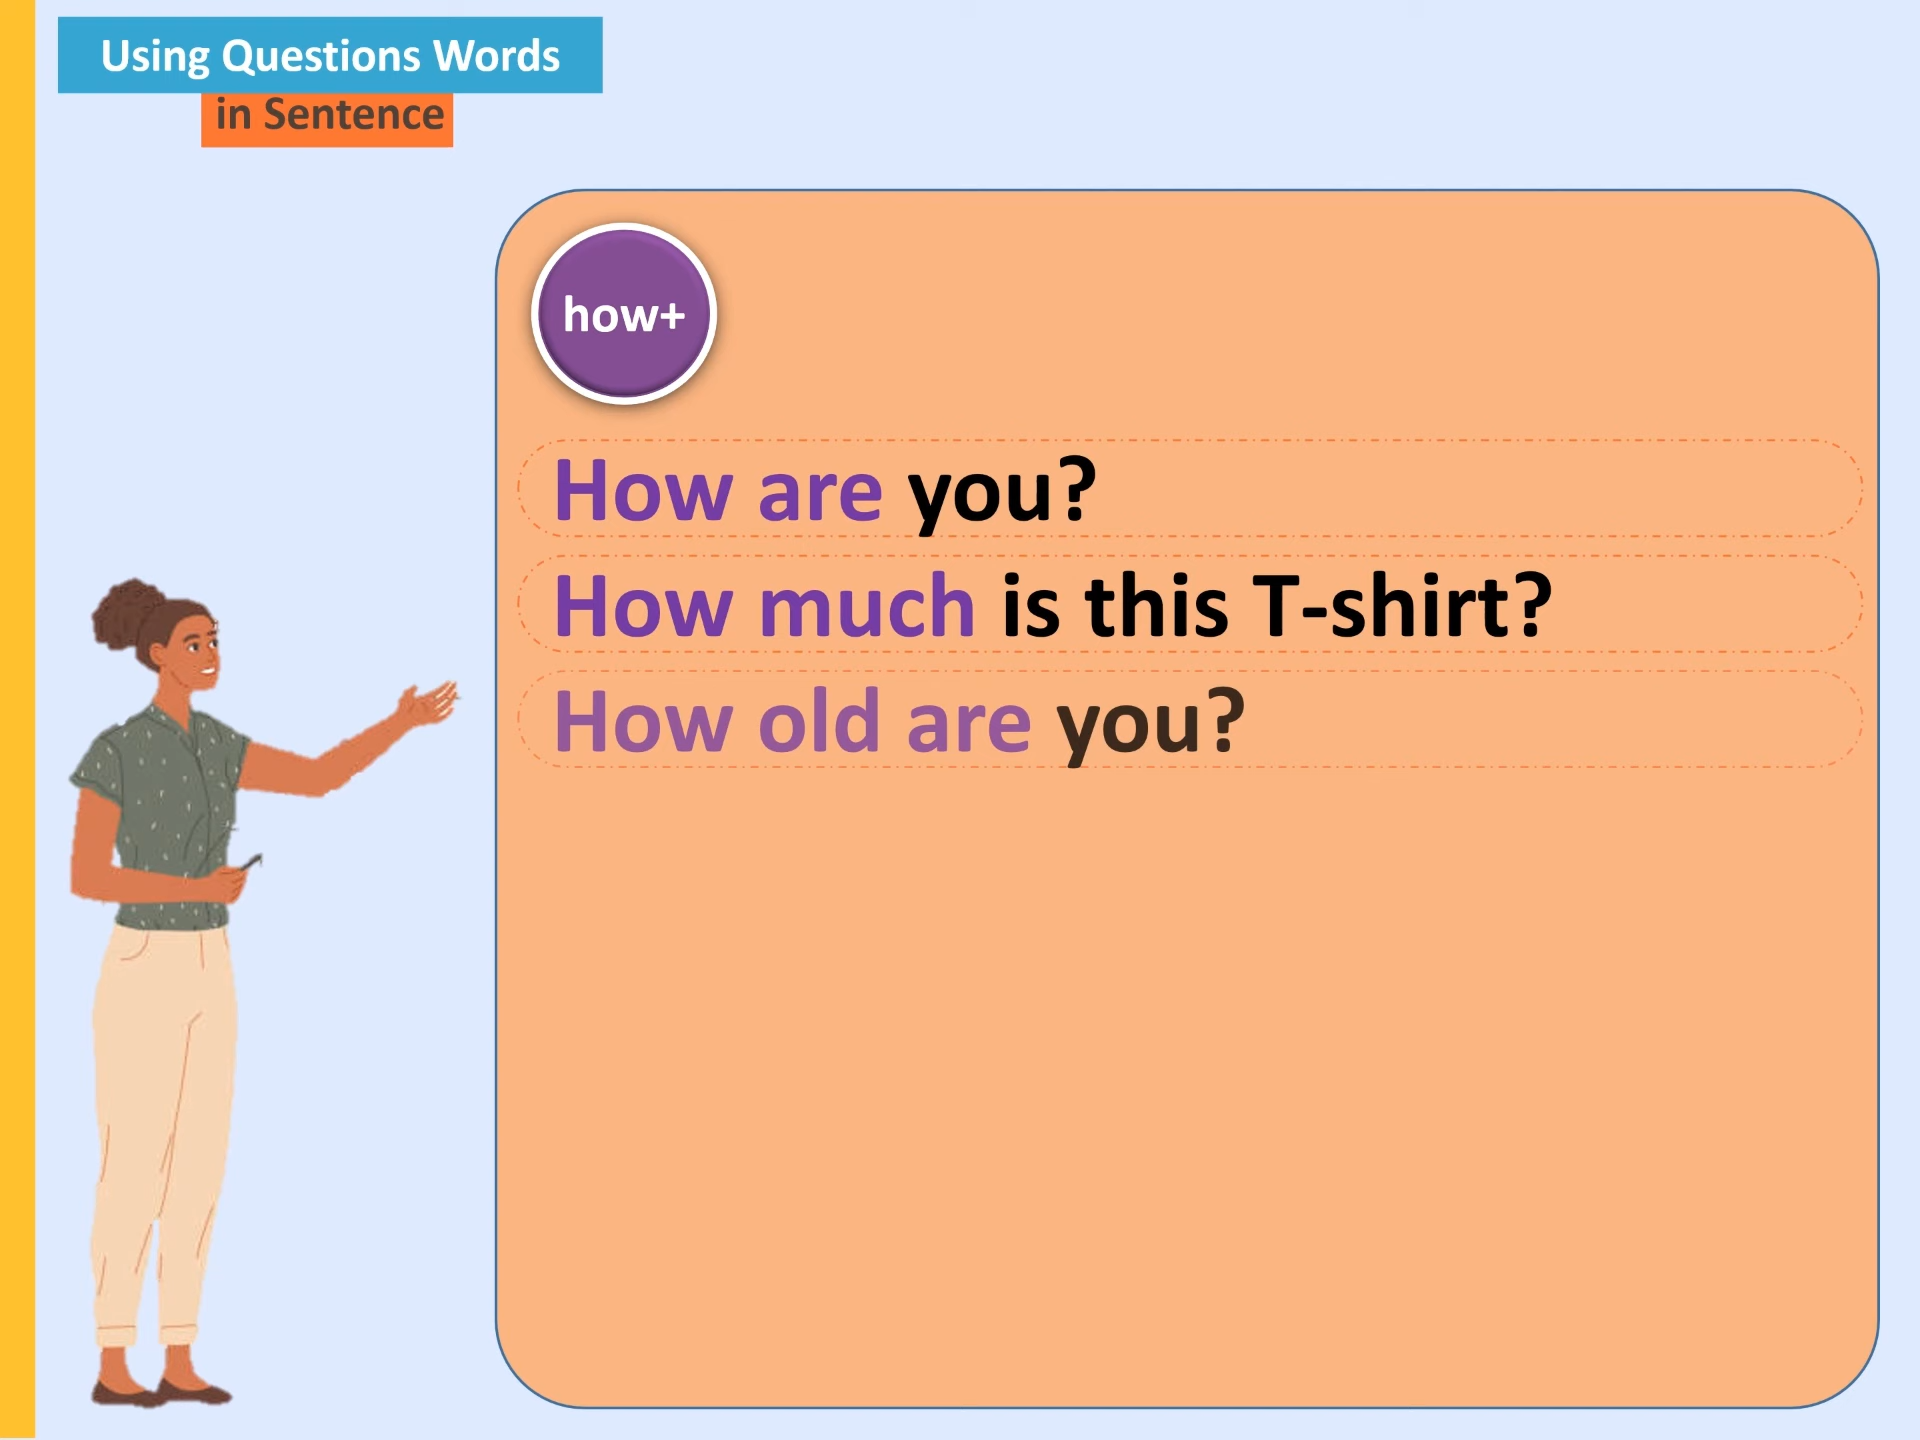 Using Questions Words
in Sentence
how+
How are you?
How much is this T-shirt?
How old are you?